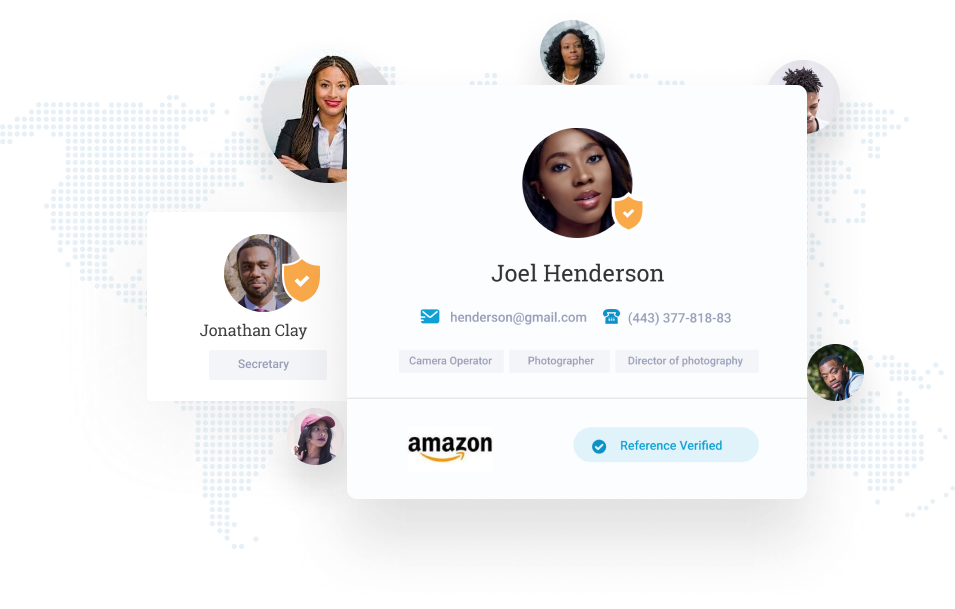 Joel Henderson
henderson@gmail.com (443) 377-818-83
Camera Operator Photographer Director of photography
amazon Reference Verified
Jonathan Clay
Secretary